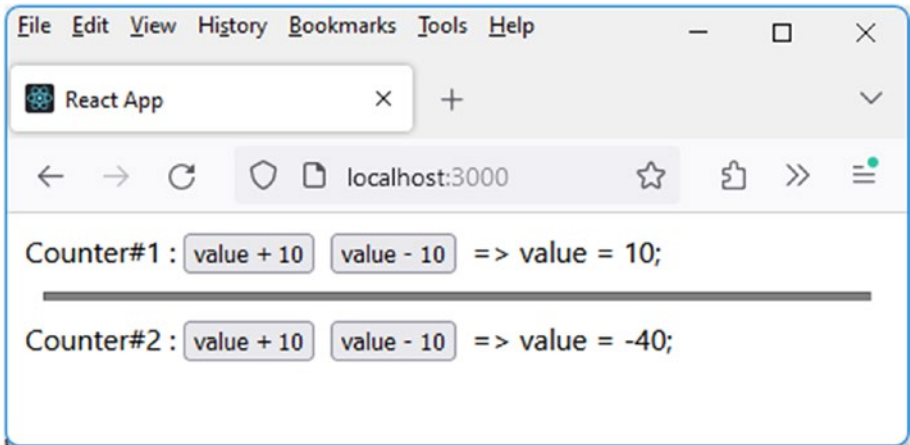 File Edit View History Bookmarks Tools Help
React App
localhost:3000
Counter#1 : value + 10 value - 10 => value = 10;
Counter#2 : value + 10 value - 10 => value = -40;